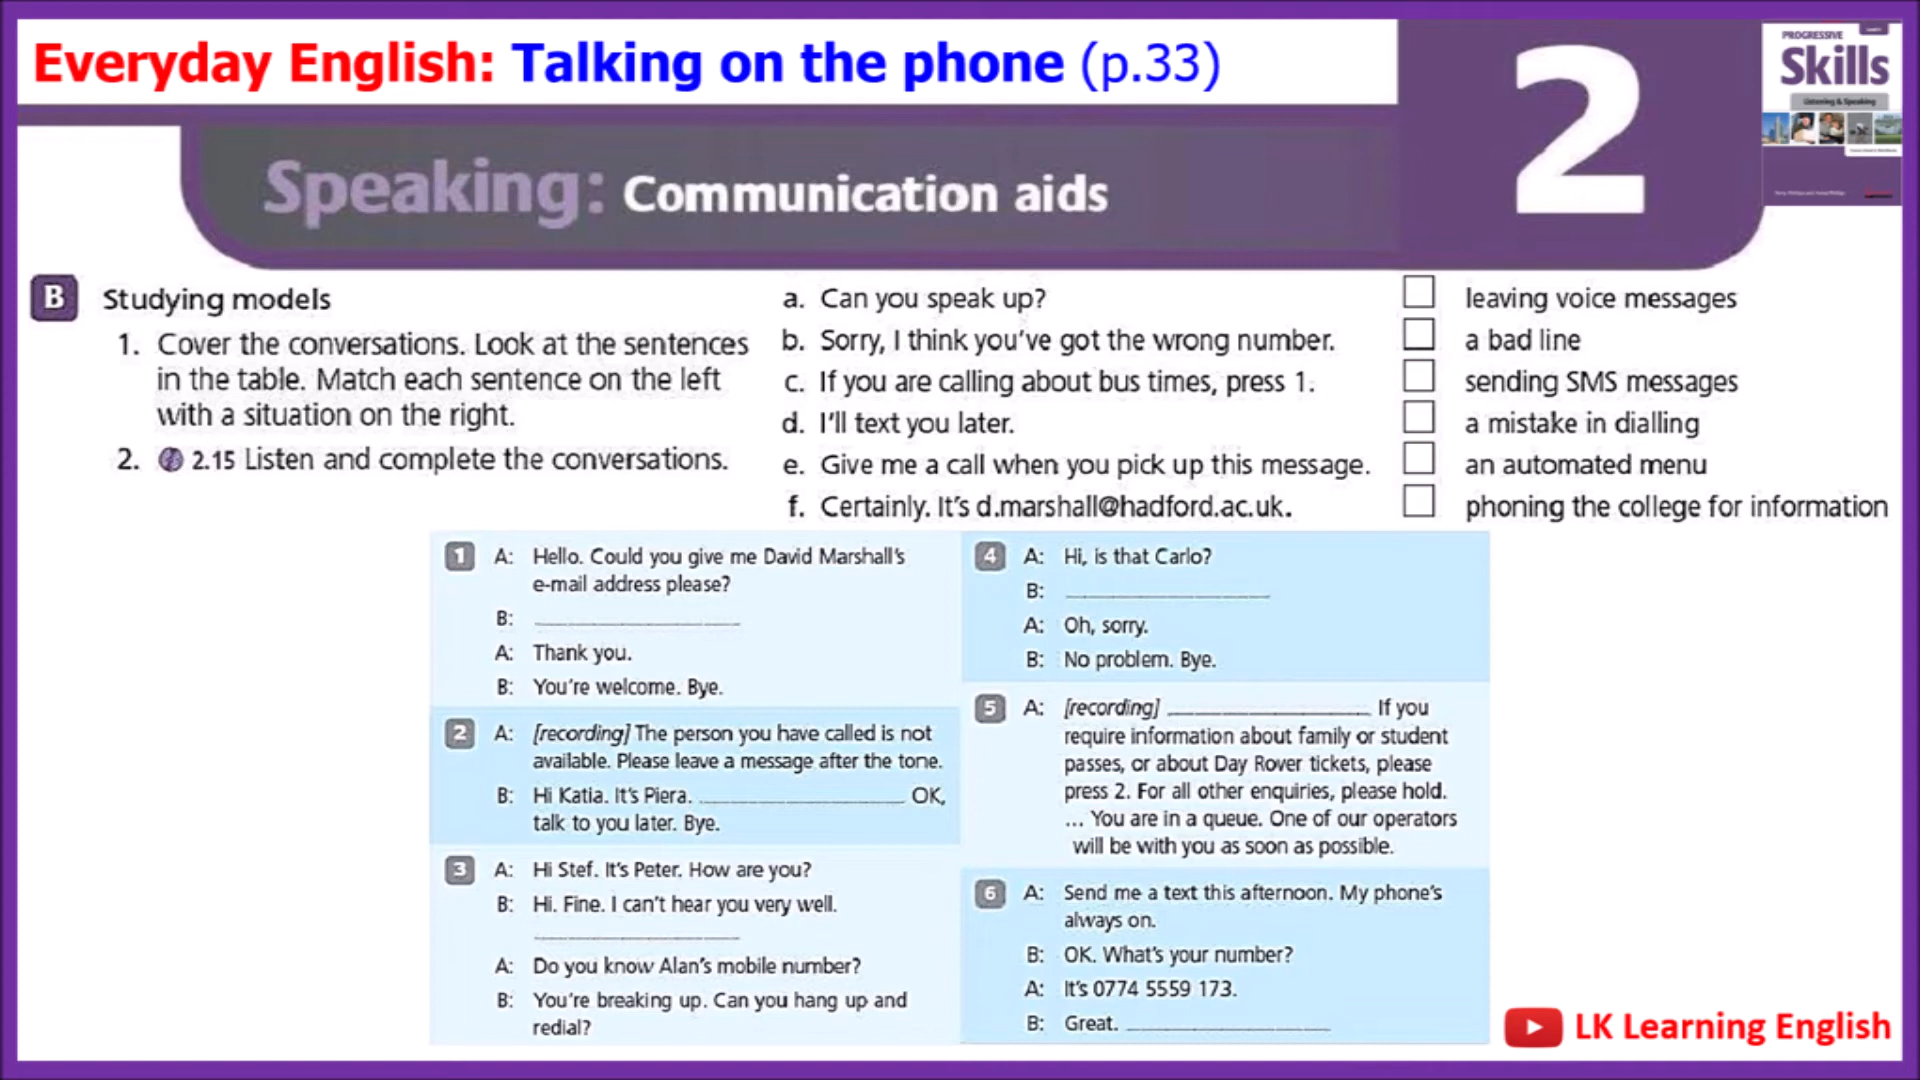 Everyday English: Talking on the phone (p.33)
2
PROGRESSIVE
Skills
Listening & Speaking
Speaking: Communication aids
B Studying models
1. Cover the conversations. Look at the sentences
in the table. Match each sentence on the left
with a situation on the right.
2. 2.15 Listen and complete the conversations.
a. Can you speak up?
b. Sorry, I think you've got the wrong number.
c. If you are calling about bus times, press 1.
d. I'll text you later.
e. Give me a call when you pick up this message.
f. Certainly. It's d.marshall@hadford.ac.uk.
leaving voice messages
a bad line
sending SMS messages
a mistake in dialling
an automated menu
phoning the college for information
1 A: Hello. Could you give me David Marshall's
e-mail address please?
B: ____________________
A: Thank you.
B: You're welcome. Bye.
2 A: [recording] The person you have called is not
available. Please leave a message after the tone.
B: Hi Katia. It's Piera. ____________________ OK,
talk to you later. Bye.
3 A: Hi Stef. It's Peter. How are you?
B: Hi. Fine. I can't hear you very well.
____________________
A: Do you know Alan's mobile number?
B: You're breaking up. Can you hang up and
redial?
4 A: Hi, is that Carlo?
B: ____________________
A: Oh, sorry.
B: No problem. Bye.
5 A: [recording] ____________________ If you
require information about family or student
passes, or about Day Rover tickets, please
press 2. For all other enquiries, please hold.
... You are in a queue. One of our operators
will be with you as soon as possible.
6 A: Send me a text this afternoon. My phone's
always on.
B: OK. What's your number?
A: It's 0774 5559 173.
B: Great. ____________________
LK Learning English